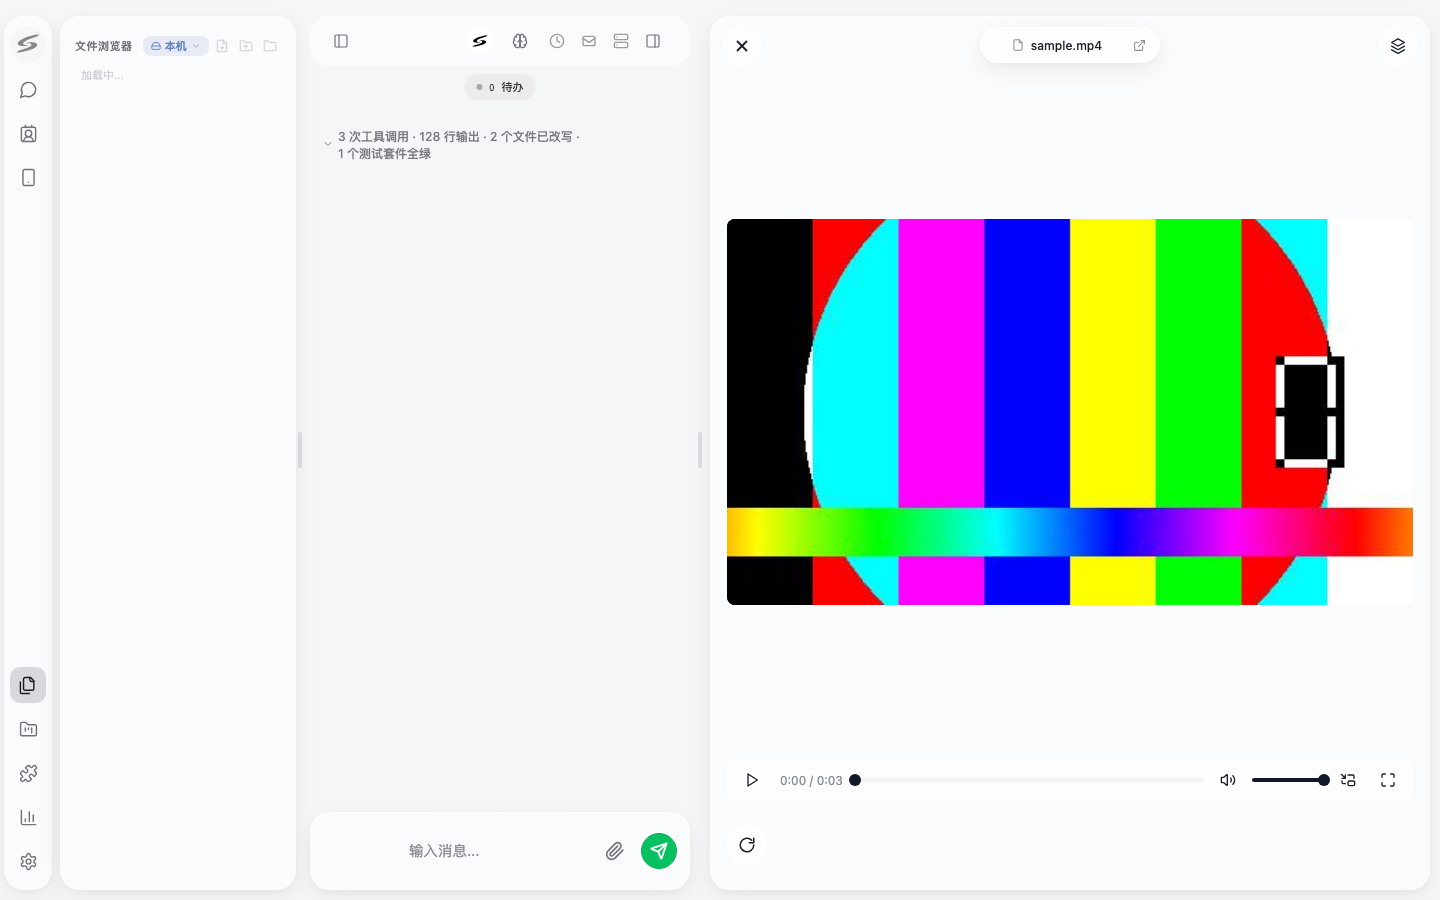 文件浏览器
本机
加载中...
0 待办
3 次工具调用 · 128 行输出 · 2 个文件已改写 ·
1 个测试套件全绿
输入消息...
sample.mp4
0:00 / 0:03